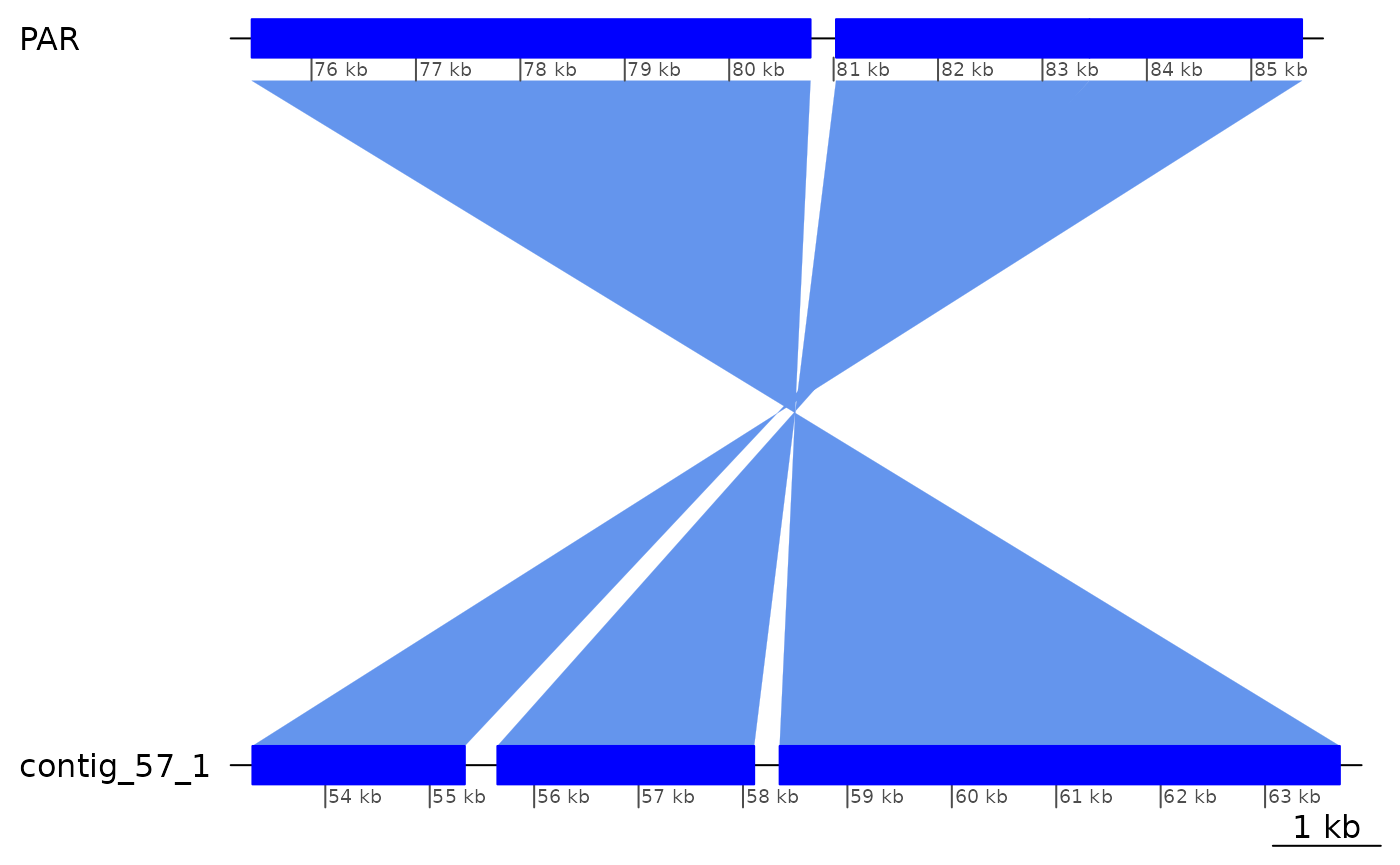 PAR
76 kb 77 kb 78 kb 79 kb 80 kb 81 kb 82 kb 83 kb 84 kb 85 kb
contig_57_1
54 kb 55 kb 56 kb 57 kb 58 kb 59 kb 60 kb 61 kb 62 kb 63 kb
1 kb